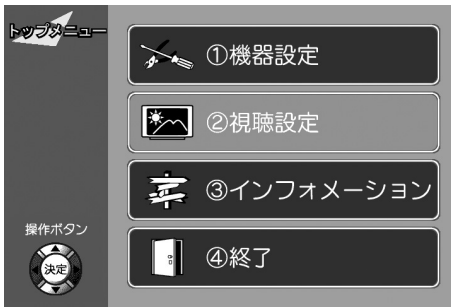 トップメニュー
①機器設定
②視聴設定
③インフォメーション
④終了
操作ボタン
決定